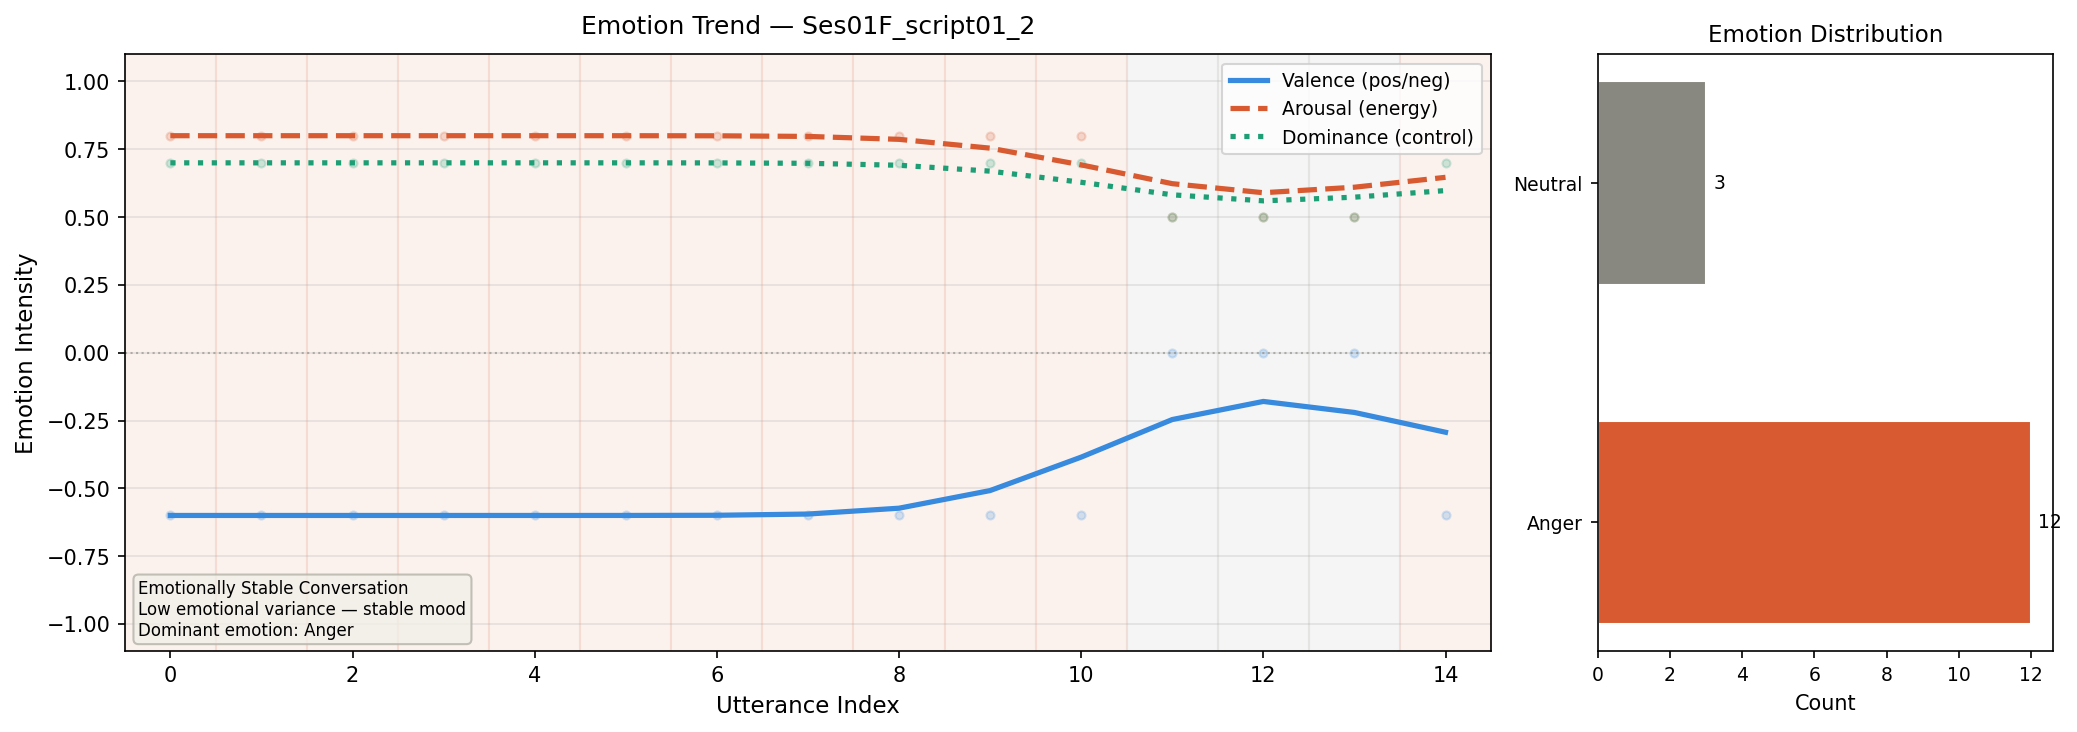 Emotion Trend — Ses01F_script01_2
Emotion Intensity
1.00
0.75
0.50
0.25
0.00
−0.25
−0.50
−0.75
−1.00
Valence (pos/neg)
Arousal (energy)
Dominance (control)
Emotionally Stable Conversation
Low emotional variance — stable mood
Dominant emotion: Anger
0 2 4 6 8 10 12 14
Utterance Index
Emotion Distribution
Neutral
3
Anger
12
0 2 4 6 8 10 12
Count